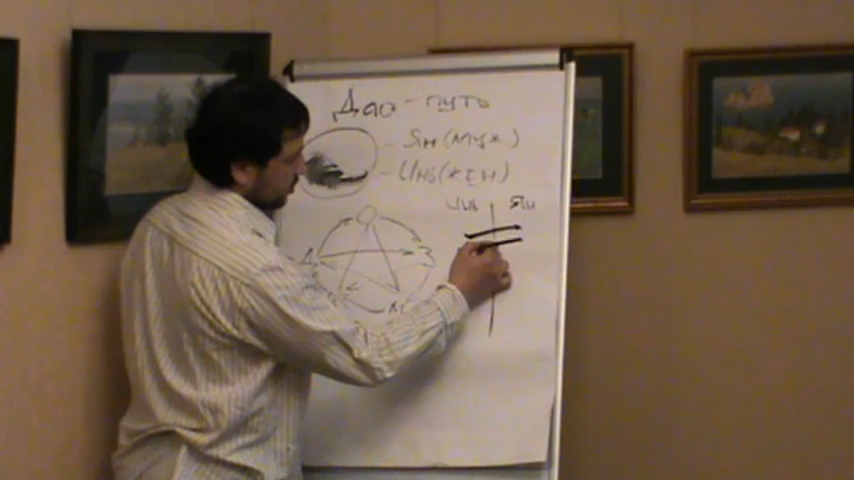 Дао - путь
- Ян (муж)
- Инь (жен)
Инь Ян
Д
М